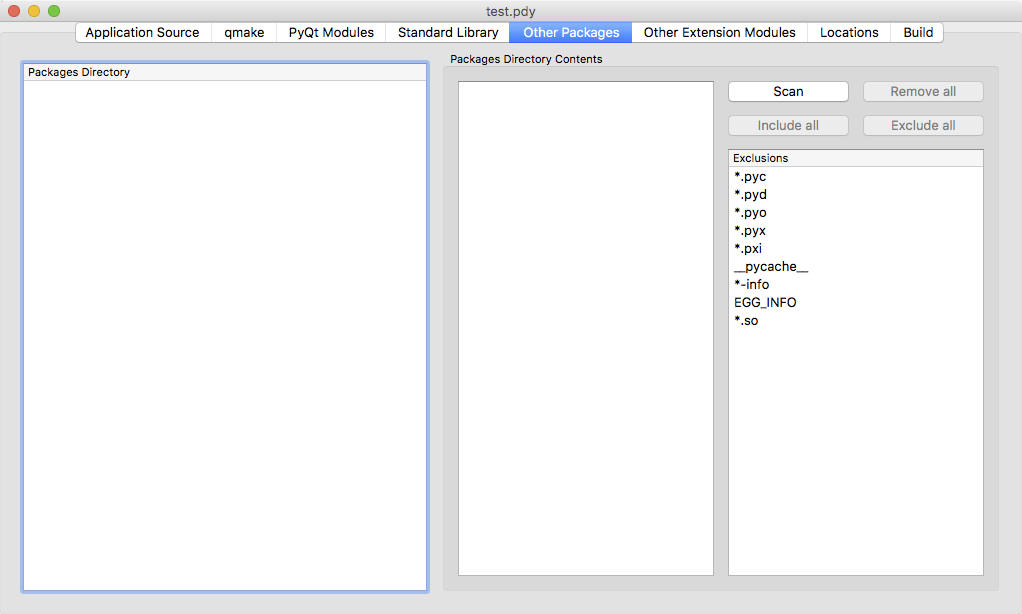 test.pdy
Application Source qmake PyQt Modules Standard Library Other Packages Other Extension Modules Locations Build
Packages Directory
Packages Directory Contents
Scan Remove all
Include all Exclude all
Exclusions
*.pyc
*.pyd
*.pyo
*.pyx
*.pxi
__pycache__
*-info
EGG_INFO
*.so